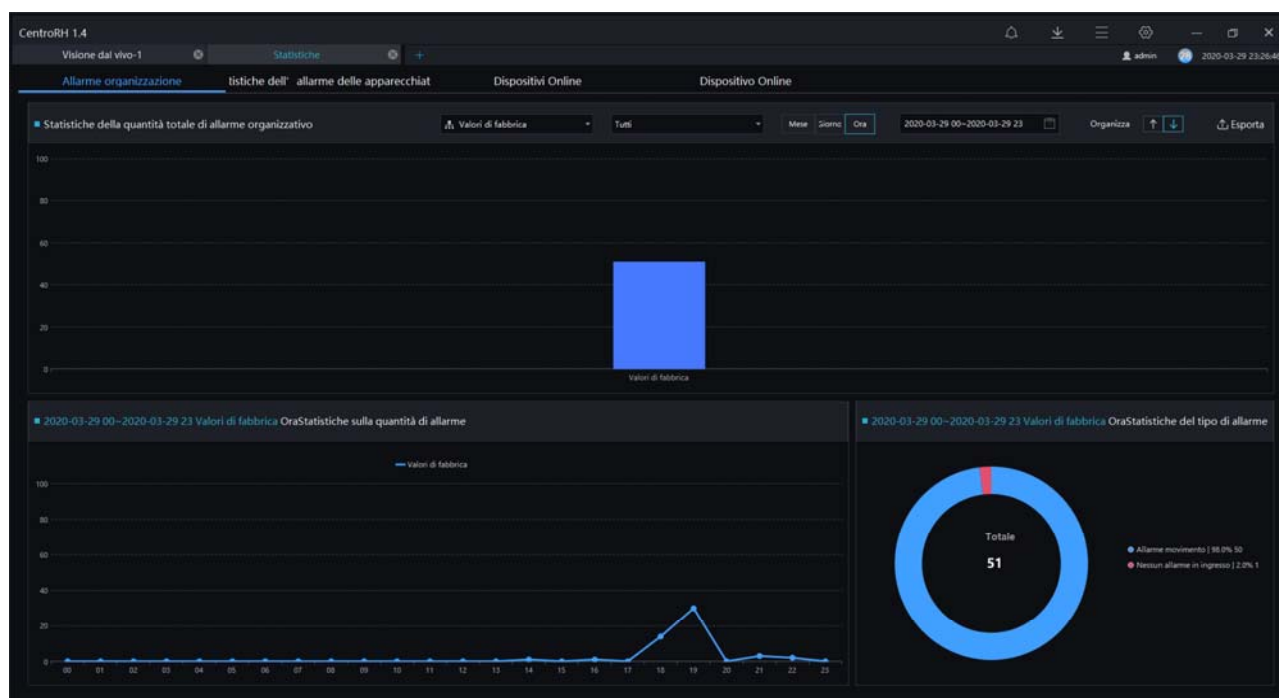 CentroRH 1.4
Visione dal vivo-1 Statistiche +
admin 2020-03-29 23:26:46
Allarme organizzazione tistiche dell' allarme delle apparecchiat Dispositivi Online Dispositivo Online
Statistiche della quantità totale di allarme organizzativo Valori di fabbrica Tutti Mese Giorno Ora 2020-03-29 00~2020-03-29 23 Organizza Esporta
100
80
60
40
20
0
Valori di fabbrica
2020-03-29 00~2020-03-29 23 Valori di fabbrica OraStatistiche sulla quantità di allarme
Valori di fabbrica
100
80
60
40
20
0
00 01 02 03 04 05 06 07 08 09 10 11 12 13 14 15 16 17 18 19 20 21 22 23
2020-03-29 00~2020-03-29 23 Valori di fabbrica OraStatistiche del tipo di allarme
Totale
51
Allarme movimento | 98.0% 50
Nessun allarme in ingresso | 2.0% 1